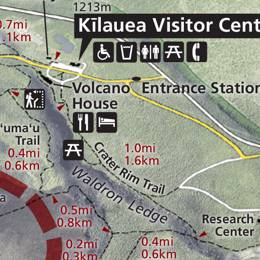 1213m
0.7mi
.1km
Kīlauea Visitor Cent
Volcano
House
Entrance Station
ʻumaʻu
Trail
0.4mi
0.6km
1.0mi
1.6km
Crater Rim Trail
Waldron Ledge
0.5mi
0.8km
Research
Center
0.2mi
0.3km
0.4mi
0.6km
a